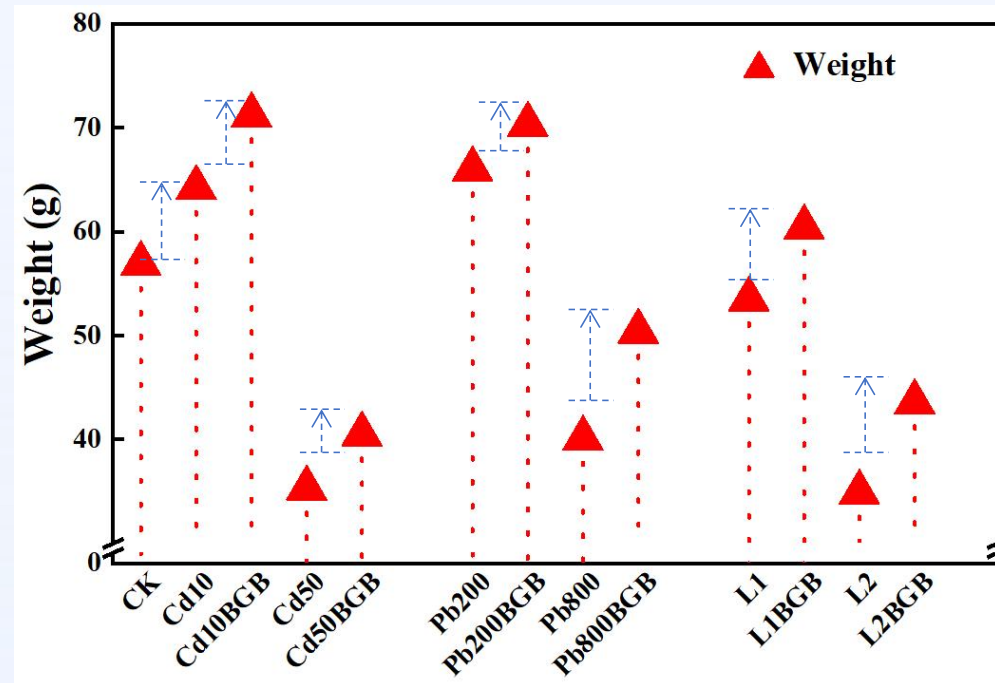 80
Weight
70
60
50
40
0
Weight (g)
CK
Cd10
Cd10BGB
Cd50
Cd50BGB
Pb200
Pb200BGB
Pb800
Pb800BGB
L1
L1BGB
L2
L2BGB